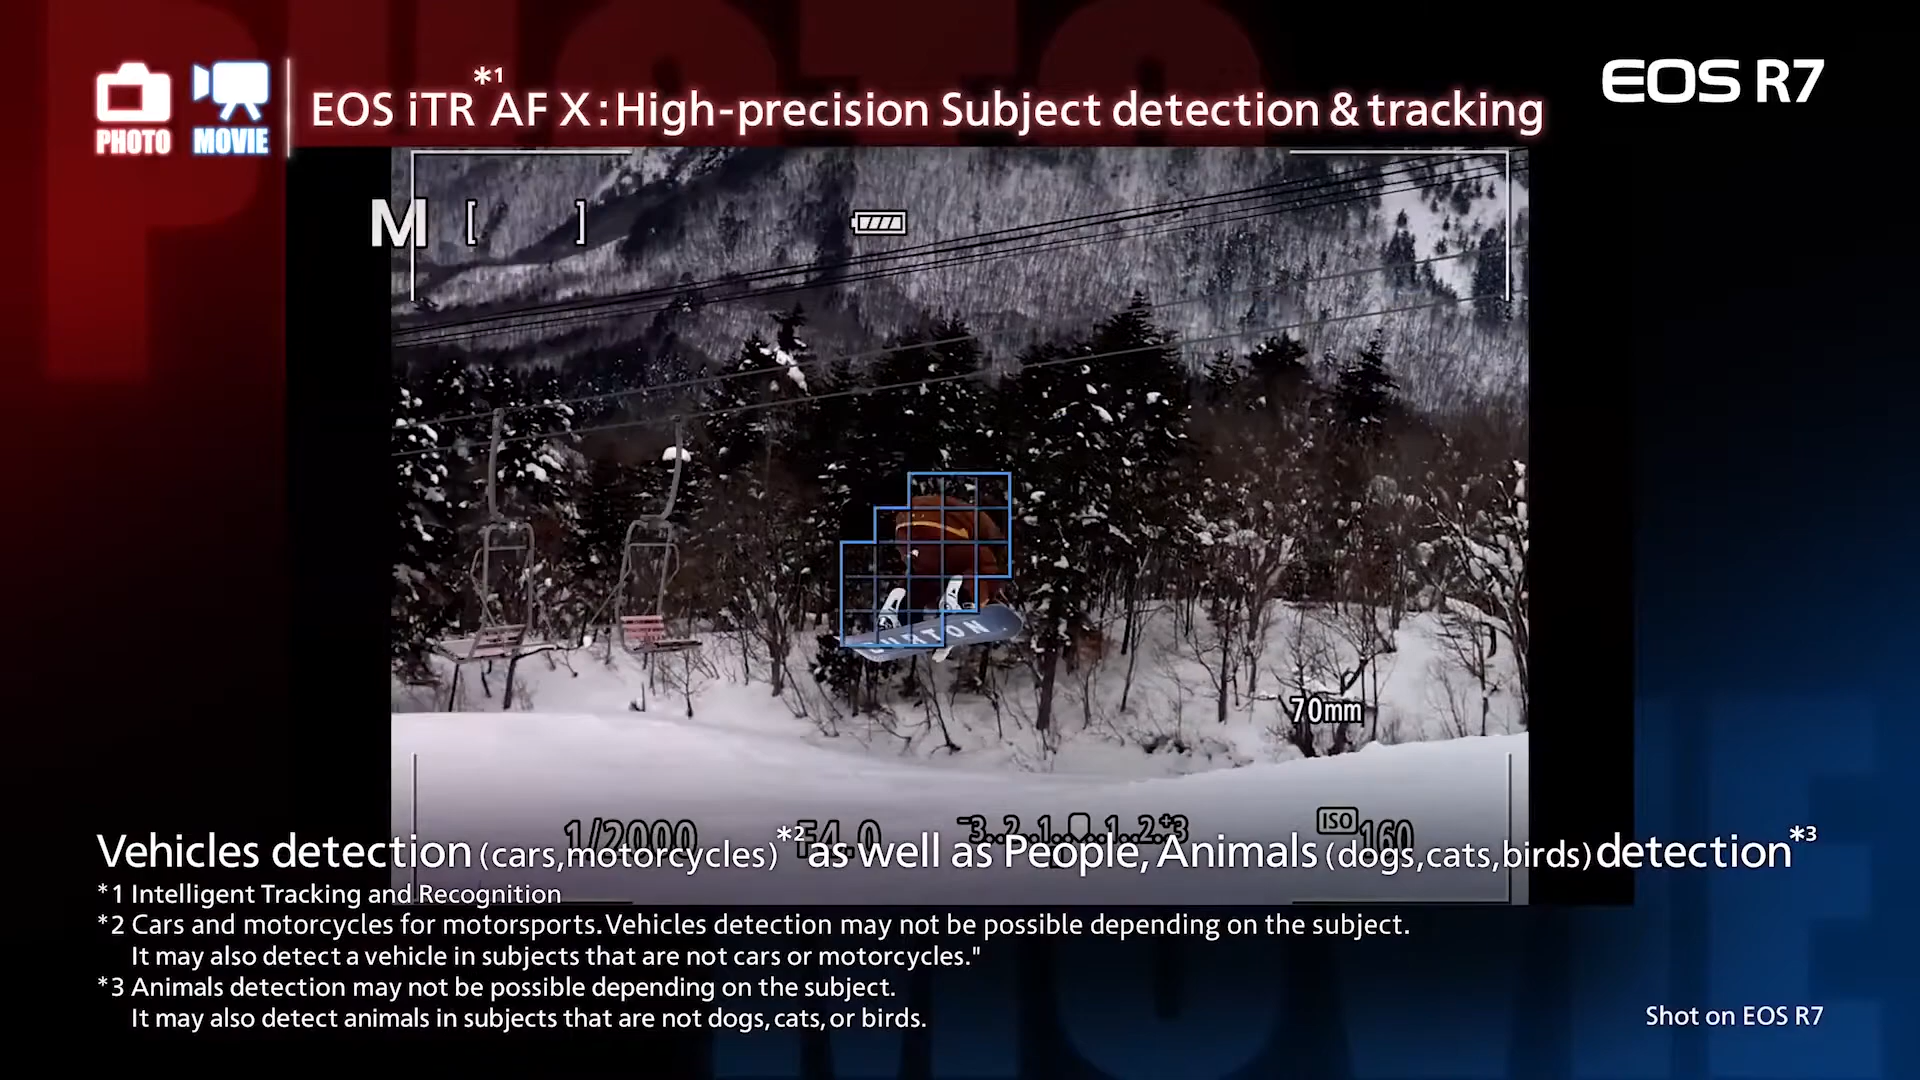 PHOTO MOVIE
EOS iTR*1 AF X : High-precision Subject detection & tracking
EOS R7
M [ ]
BURTON
70mm
1/2000 F4.0 -3..2..1..0..1..2..+3 ISO 160
Vehicles detection (cars,motorcycles)*2 as well as People, Animals (dogs,cats,birds) detection*3
*1 Intelligent Tracking and Recognition
*2 Cars and motorcycles for motorsports. Vehicles detection may not be possible depending on the subject.
It may also detect a vehicle in subjects that are not cars or motorcycles."
*3 Animals detection may not be possible depending on the subject.
It may also detect animals in subjects that are not dogs, cats, or birds.
Shot on EOS R7